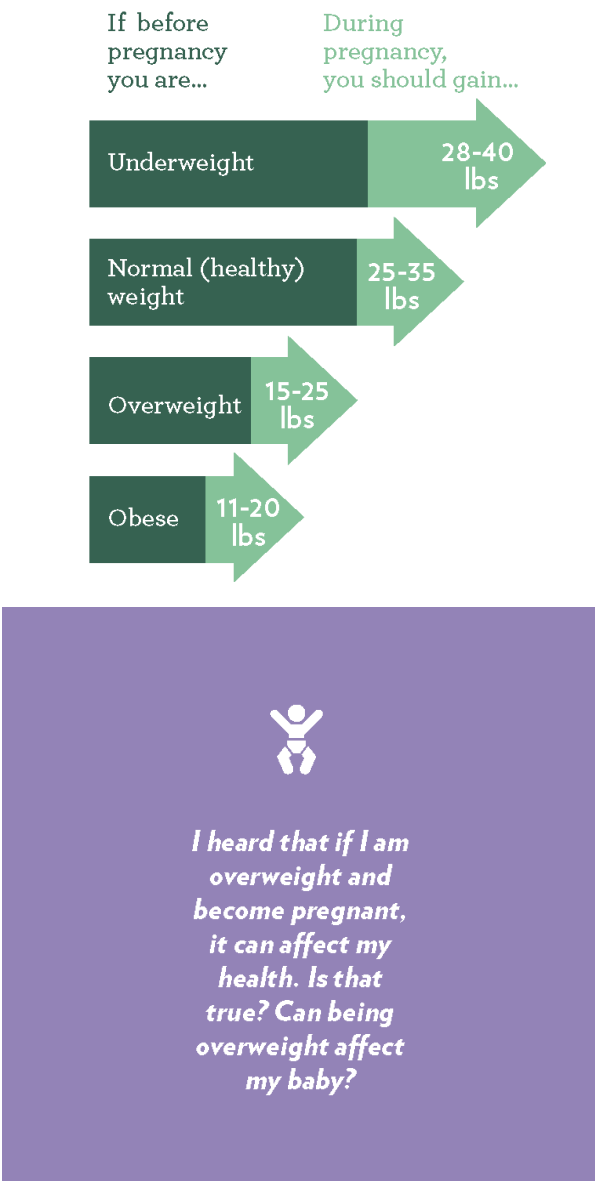 If before
pregnancy
you are...
During
pregnancy,
you should gain...
Underweight
28-40
lbs
Normal (healthy)
weight
25-35
lbs
Overweight
15-25
lbs
Obese
11-20
lbs
I heard that if I am
overweight and
become pregnant,
it can affect my
health. Is that
true? Can being
overweight affect
my baby?